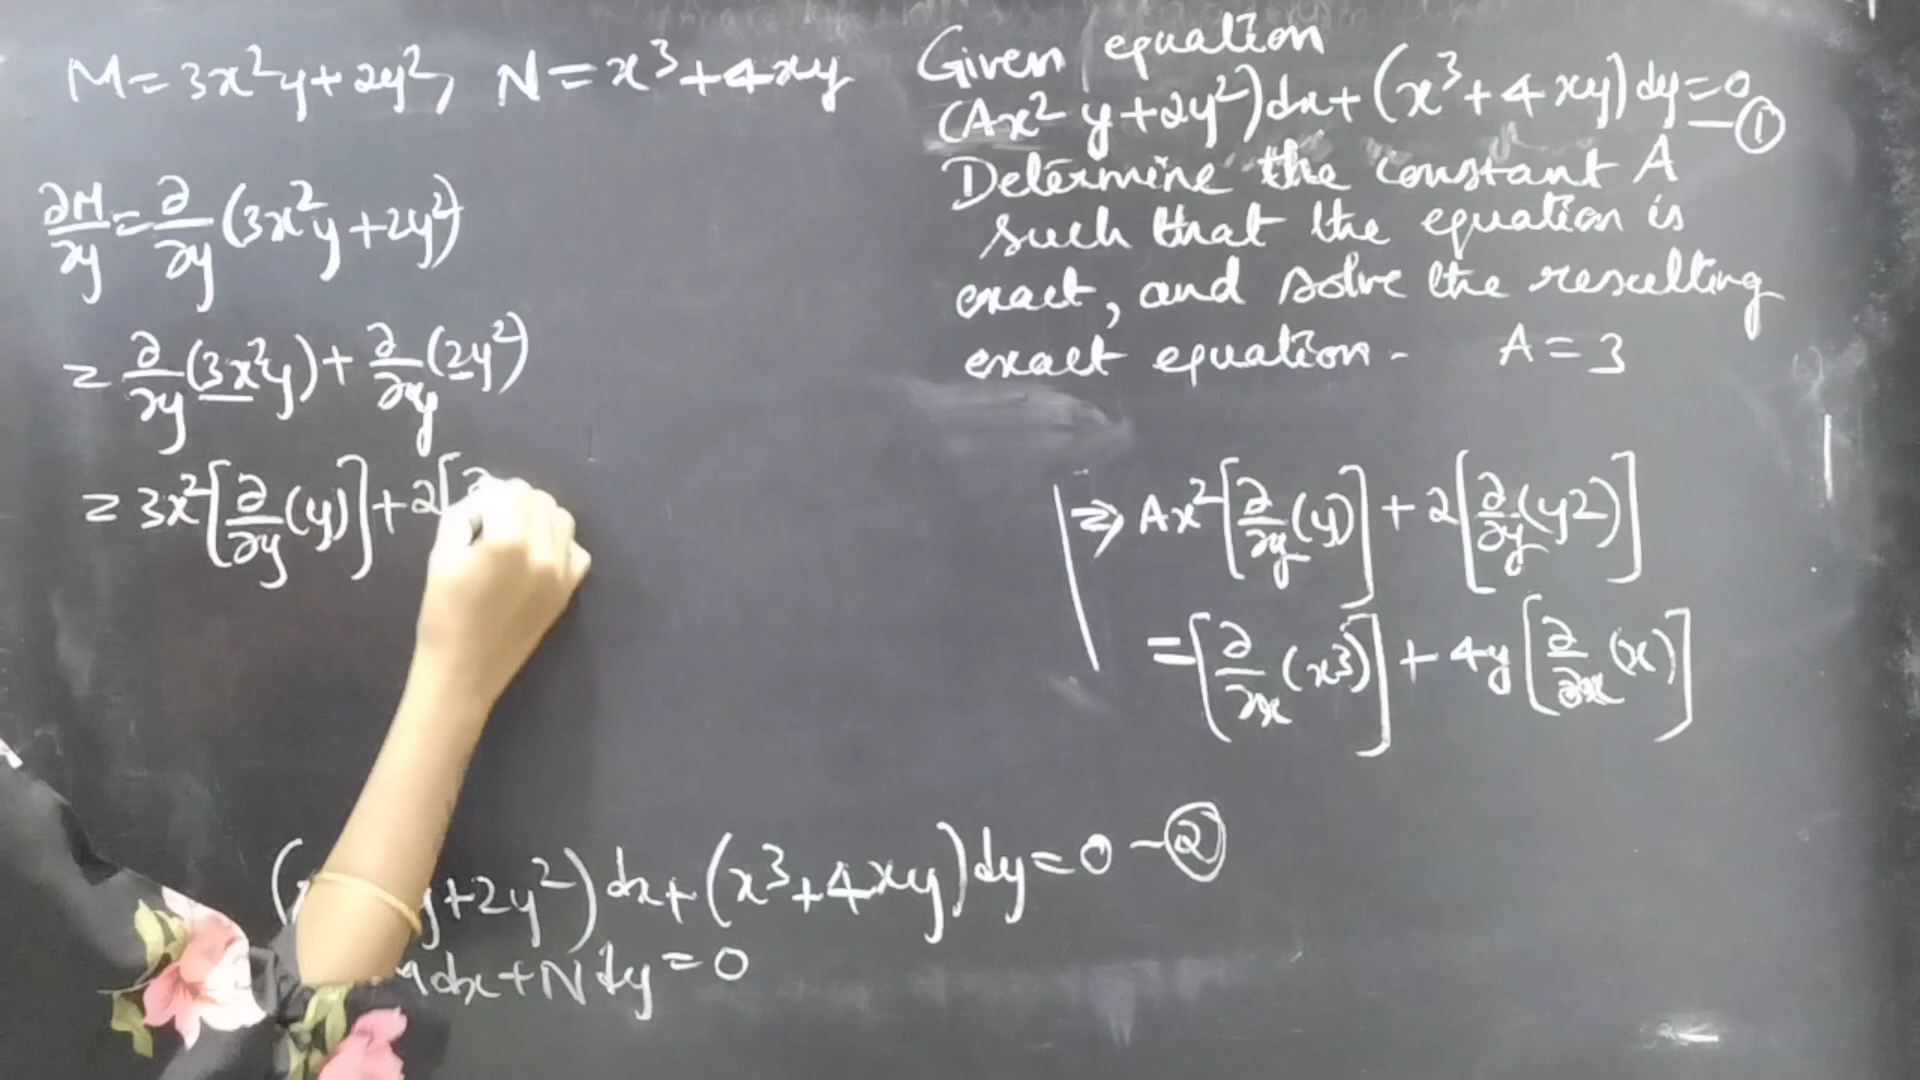 M = 3x²y + 2y², N = x³ + 4xy
∂M/∂y = ∂/∂y (3x²y + 2y²)
= ∂/∂y (3x²y) + ∂/∂y (2y²)
= 3x² [∂/∂y (y)] + 2 [∂
Given equation
(Ax²y + 2y²)dx + (x³ + 4xy)dy = 0 — ①
Determine the constant A
such that the equation is
exact, and solve the resulting
exact equation - A = 3
⇒ Ax² [∂/∂y (y)] + 2 [∂/∂y (y2)]
= [∂/∂x (x3)] + 4y [∂/∂x (x)]
( y + 2y²) dx + (x³ + 4xy) dy = 0 — ②
dx + N dy = 0